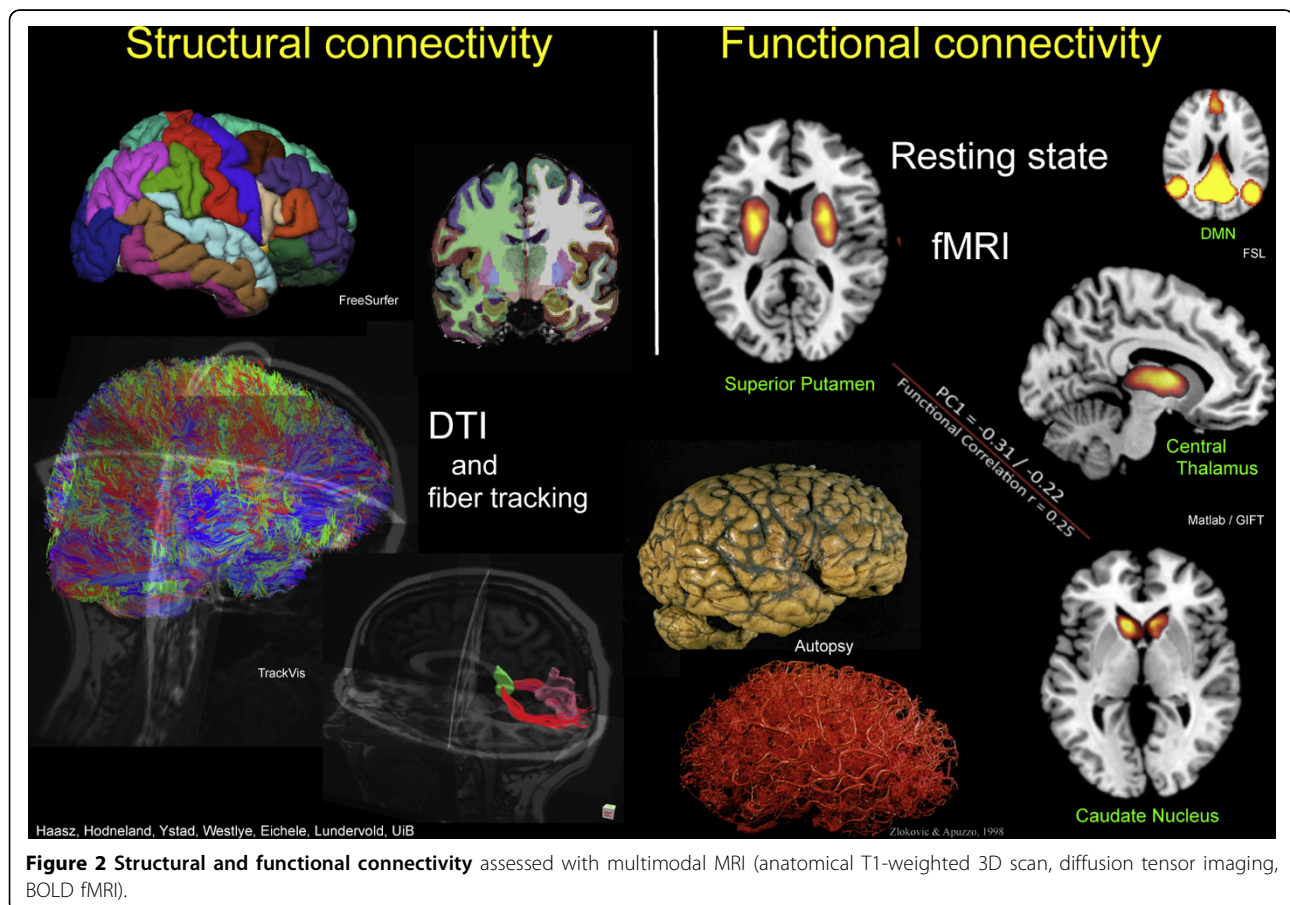 Structural connectivity
Functional connectivity
FreeSurfer
DTI
and
fiber tracking
TrackVis
Haasz, Hodneland, Ystad, Westlye, Eichele, Lundervold, UiB
Resting state
fMRI
DMN
FSL
Superior Putamen
PC1 = -0.31 / -0.22
Functional Correlation r = 0.25
Central
Thalamus
Matlab / GIFT
Autopsy
Caudate Nucleus
Zlokovic & Apuzzo, 1998
Figure 2 Structural and functional connectivity assessed with multimodal MRI (anatomical T1-weighted 3D scan, diffusion tensor imaging,
BOLD fMRI).